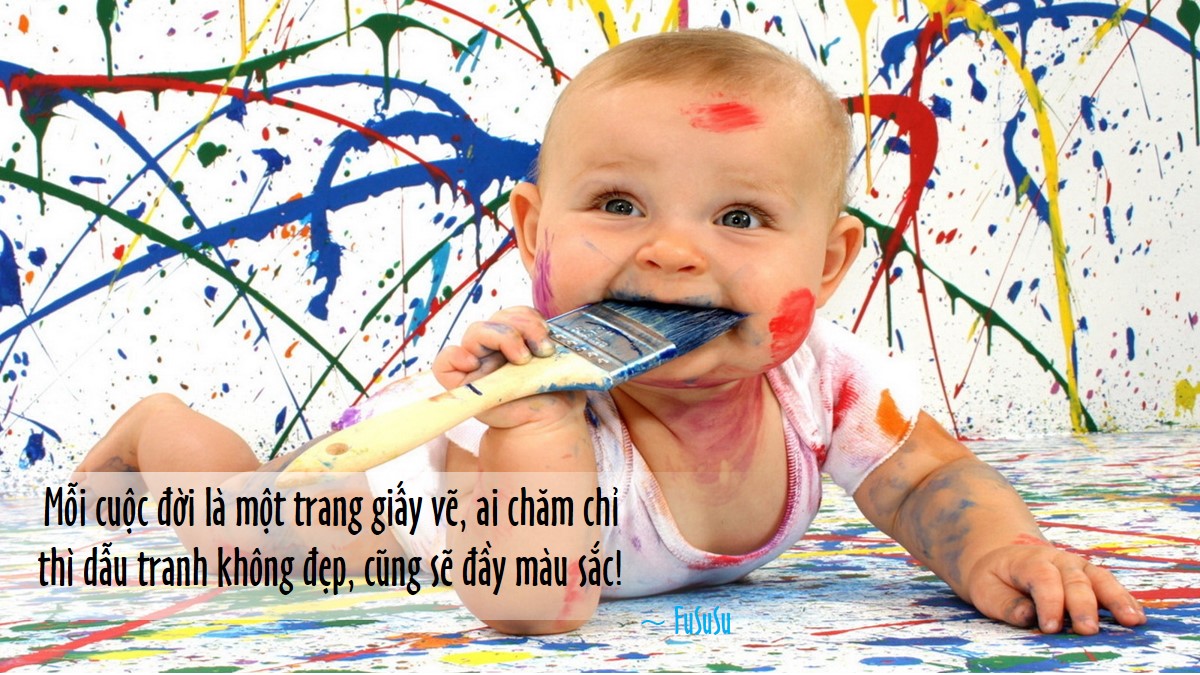 Mỗi cuộc đời là một trang giấy vẽ, ai chăm chỉ
thì dẫu tranh không đẹp, cũng sẽ đầy màu sắc!
~ FuSuSu